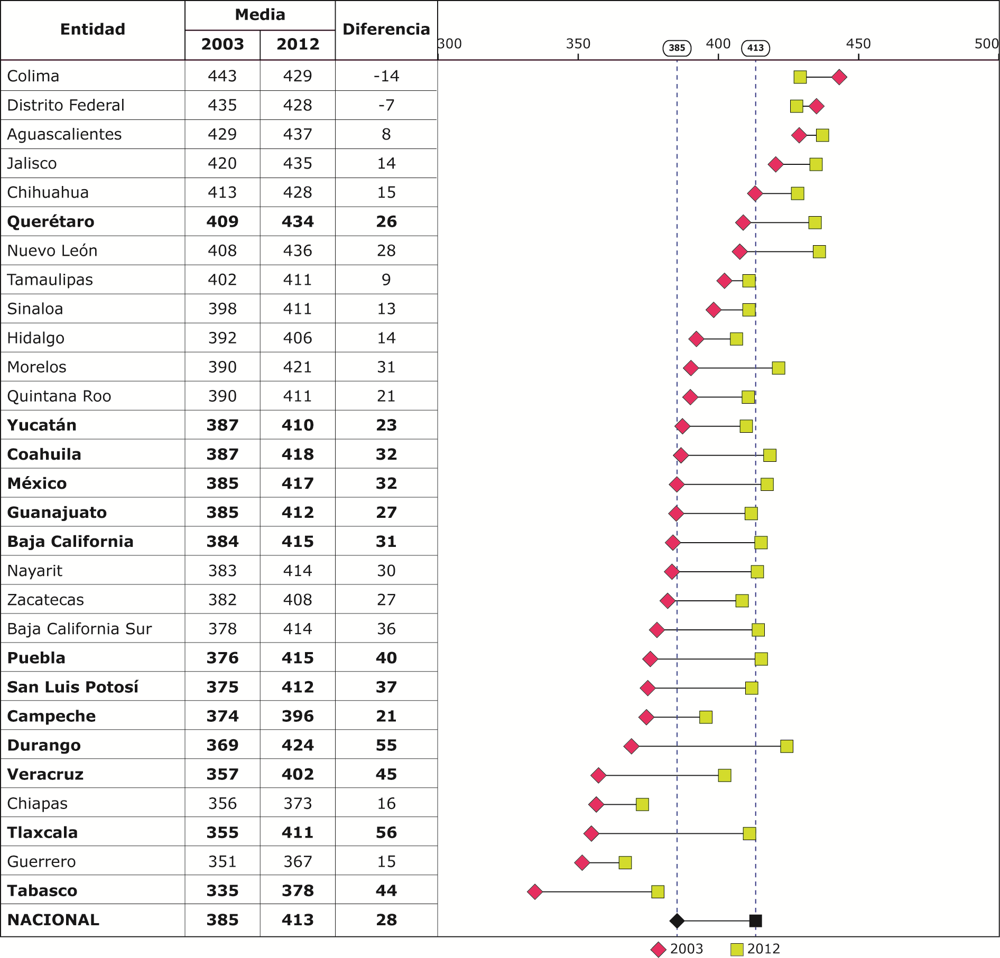 Entidad Media Diferencia
2003 2012
300 350 385 400 413 450 500
Colima 443 429 -14
Distrito Federal 435 428 -7
Aguascalientes 429 437 8
Jalisco 420 435 14
Chihuahua 413 428 15
Querétaro 409 434 26
Nuevo León 408 436 28
Tamaulipas 402 411 9
Sinaloa 398 411 13
Hidalgo 392 406 14
Morelos 390 421 31
Quintana Roo 390 411 21
Yucatán 387 410 23
Coahuila 387 418 32
México 385 417 32
Guanajuato 385 412 27
Baja California 384 415 31
Nayarit 383 414 30
Zacatecas 382 408 27
Baja California Sur 378 414 36
Puebla 376 415 40
San Luis Potosí 375 412 37
Campeche 374 396 21
Durango 369 424 55
Veracruz 357 402 45
Chiapas 356 373 16
Tlaxcala 355 411 56
Guerrero 351 367 15
Tabasco 335 378 44
NACIONAL 385 413 28
2003 2012